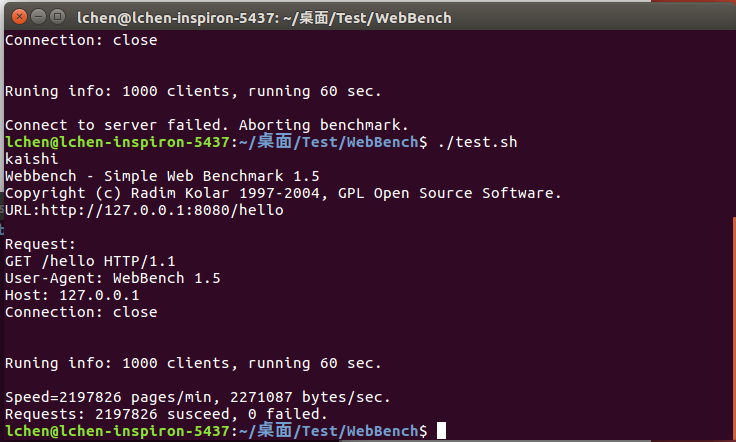 lchen@lchen-inspiron-5437: ~/桌面/Test/WebBench
Connection: close
Runing info: 1000 clients, running 60 sec.
Connect to server failed. Aborting benchmark.
lchen@lchen-inspiron-5437:~/桌面/Test/WebBench$ ./test.sh
kaishi
Webbench - Simple Web Benchmark 1.5
Copyright (c) Radim Kolar 1997-2004, GPL Open Source Software.
URL:http://127.0.0.1:8080/hello
Request:
GET /hello HTTP/1.1
User-Agent: WebBench 1.5
Host: 127.0.0.1
Connection: close
Runing info: 1000 clients, running 60 sec.
Speed=2197826 pages/min, 2271087 bytes/sec.
Requests: 2197826 susceed, 0 failed.
lchen@lchen-inspiron-5437:~/桌面/Test/WebBench$